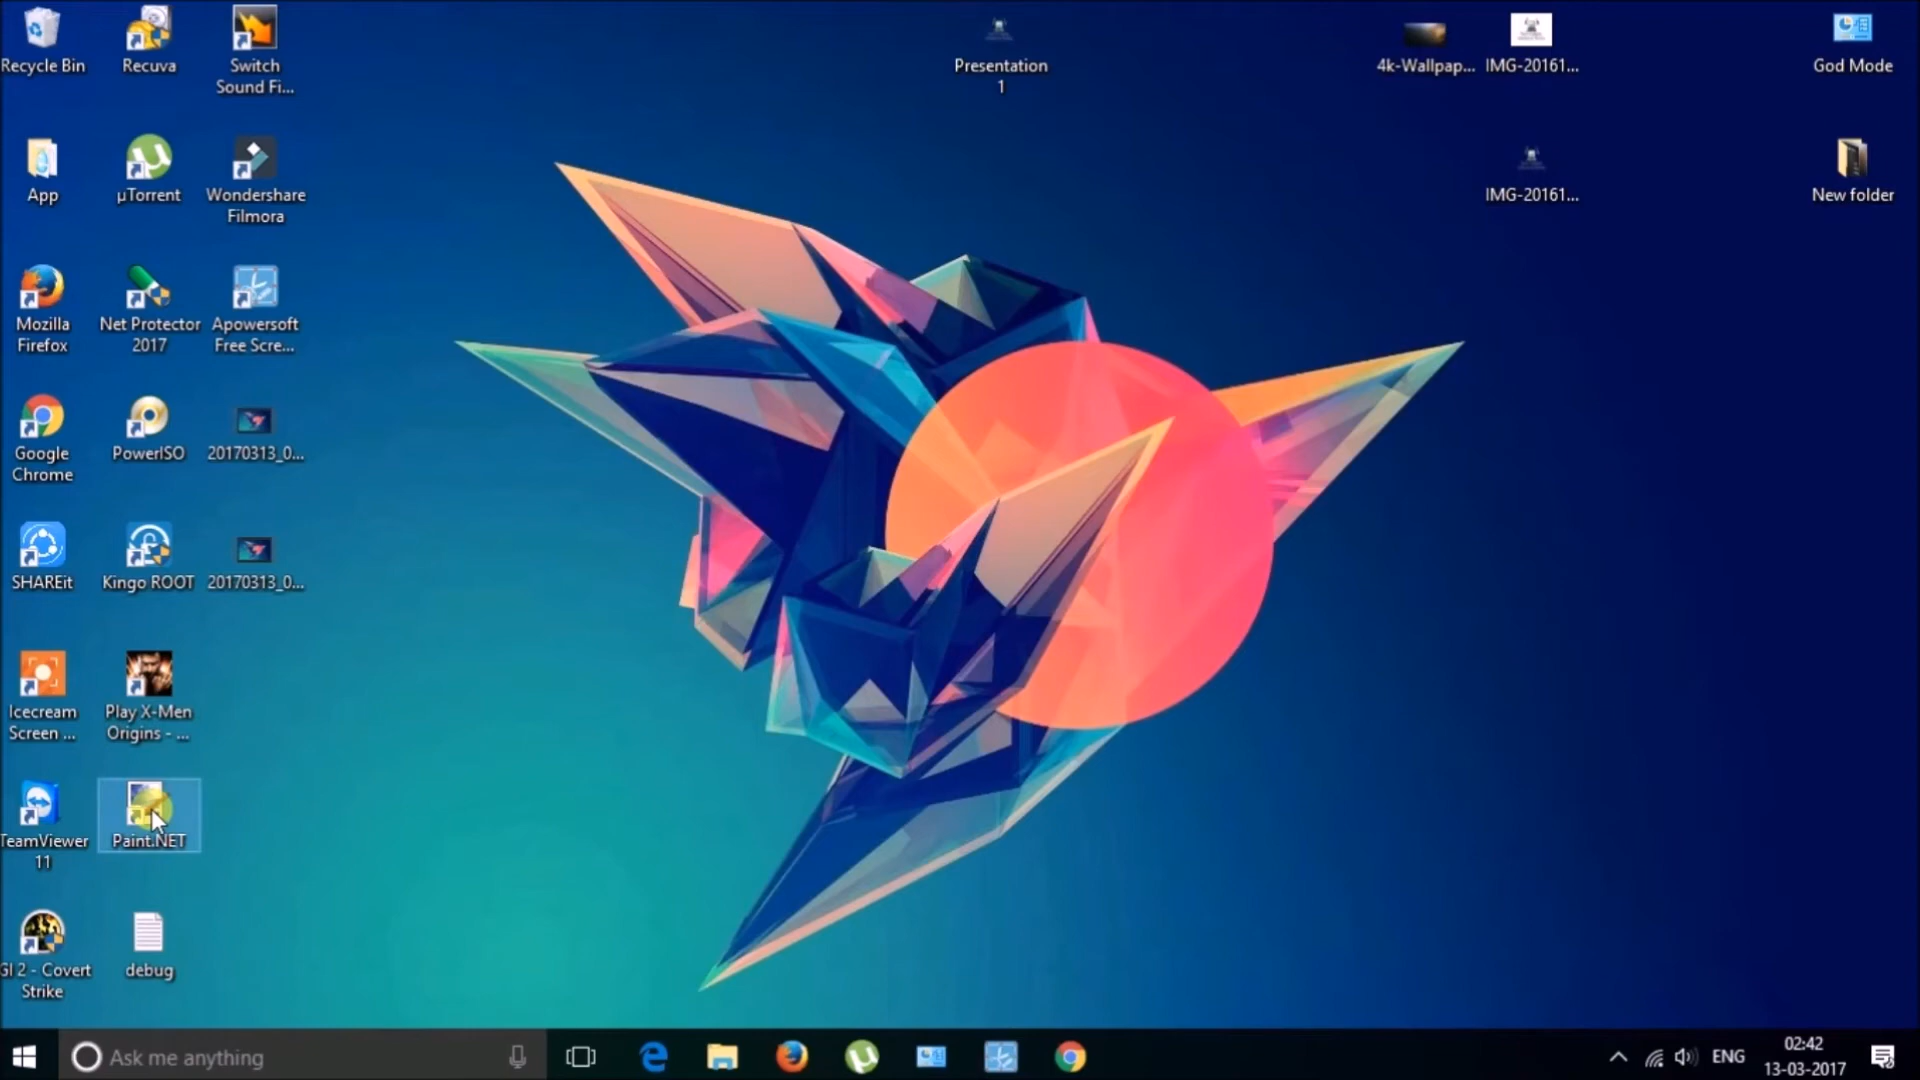 Recycle Bin
Recuva
Switch
Sound Fi...
Presentation
1
4k-Wallpap...
IMG-20161...
God Mode
App
µTorrent
Wondershare
Filmora
IMG-20161...
New folder
Mozilla
Firefox
Net Protector
2017
Apowersoft
Free Scre...
Google
Chrome
PowerISO
20170313_0...
SHAREit
Kingo ROOT
20170313_0...
Icecream
Screen ...
Play X-Men
Origins - ...
TeamViewer
11
Paint.NET
GI 2 - Covert
Strike
debug
Ask me anything
ENG
02:42
13-03-2017